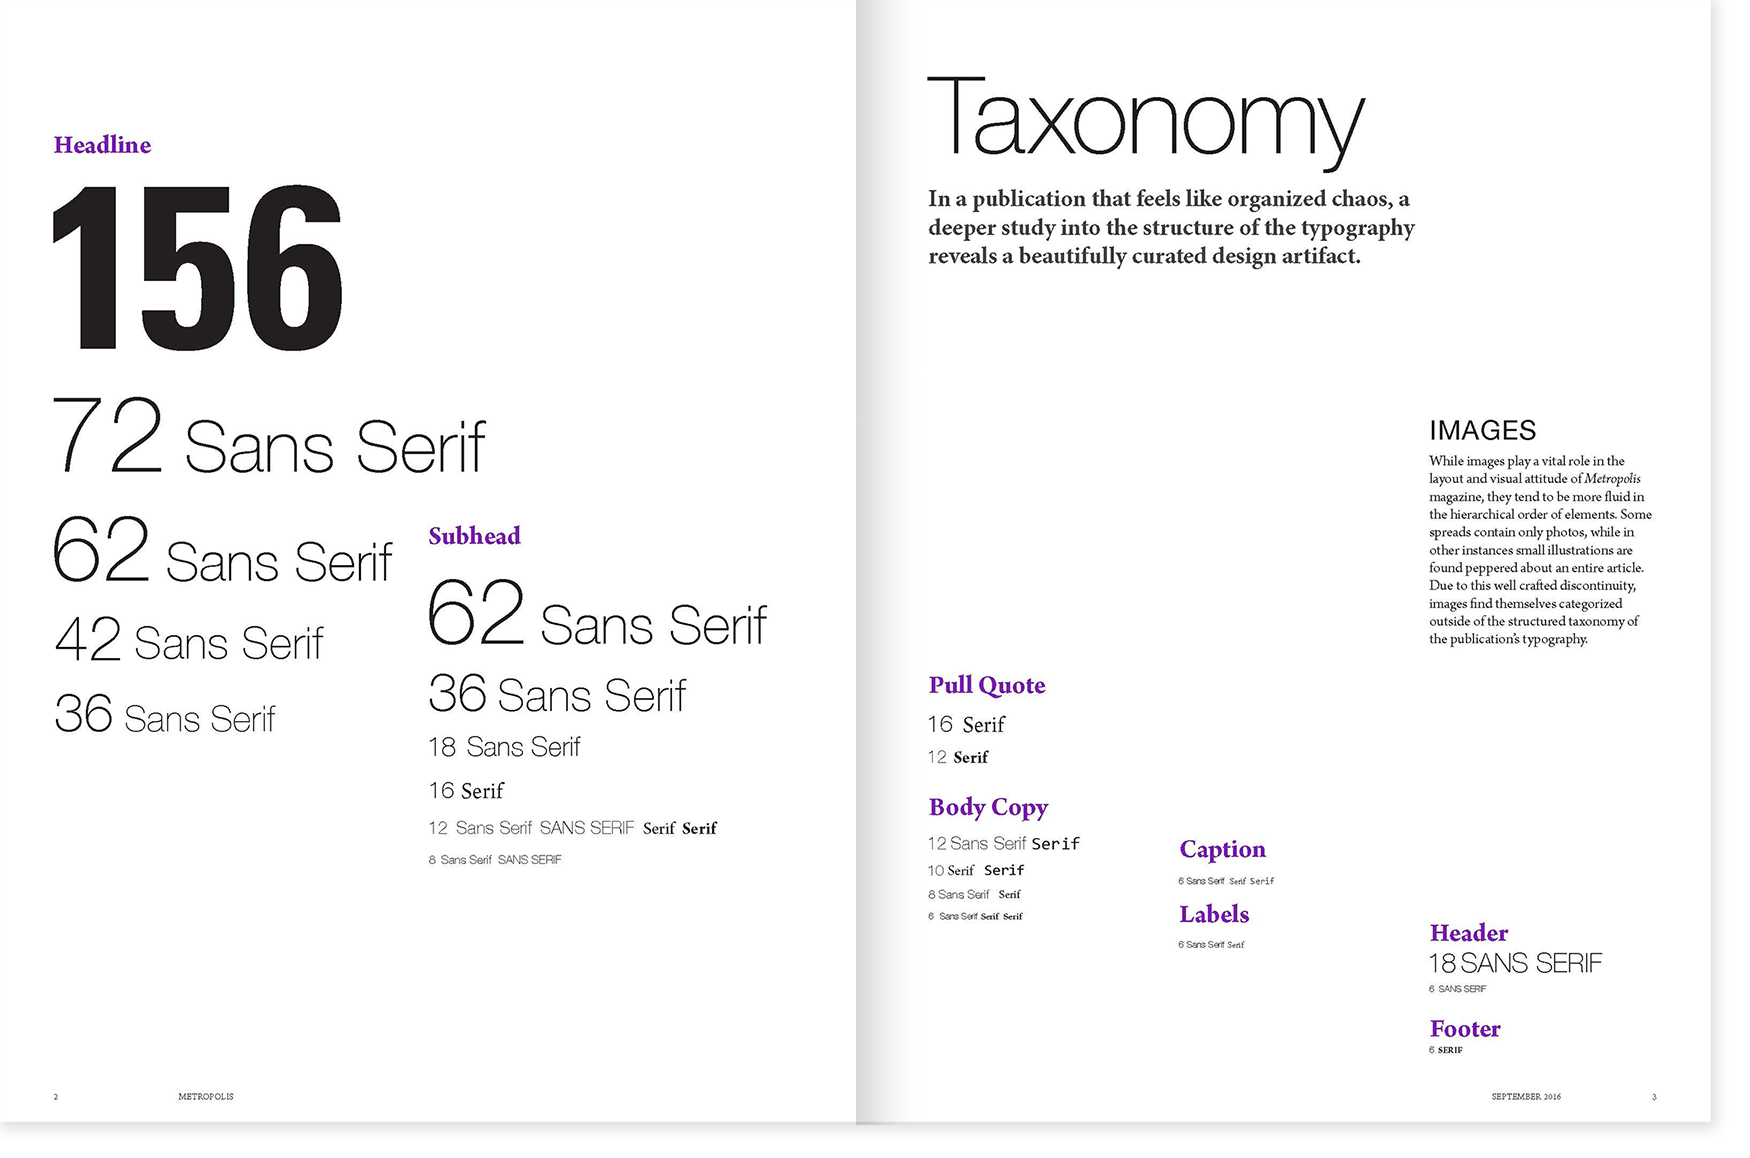 Headline
156
72 Sans Serif
62 Sans Serif
42 Sans Serif
36 Sans Serif
Subhead
62 Sans Serif
36 Sans Serif
18 Sans Serif
16 Serif
12 Sans Serif SANS SERIF Serif Serif
8 Sans Serif SANS SERIF
2
METROPOLIS
Taxonomy
In a publication that feels like organized chaos, a
deeper study into the structure of the typography
reveals a beautifully curated design artifact.
IMAGES
While images play a vital role in the
layout and visual attitude of Metropolis
magazine, they tend to be more fluid in
the hierarchical order of elements. Some
spreads contain only photos, while in
other instances small illustrations are
found peppered about an entire article.
Due to this well crafted discontinuity,
images find themselves categorized
outside of the structured taxonomy of
the publication's typography.
Pull Quote
16 Serif
12 Serif
Body Copy
12 Sans Serif Serif
10 Serif Serif
8 Sans Serif Serif
6 Sans Serif Serif Serif
Caption
6 Sans Serif Serif Serif
Labels
6 Sans Serif Serif
Header
18 SANS SERIF
6 SANS SERIF
Footer
6 SERIF
SEPTEMBER 2016
3